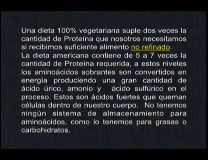 Una dieta 100% vegetariana suple dos veces la
cantidad de Proteína que nosotros necesitamos
si recibimos suficiente alimento no refinado.
La dieta americana contiene de 5 a 7 veces la
cantidad de Proteína requerida, a estos niveles
los aminoácidos sobrantes son convertidos en
energía produciendo una gran cantidad de
ácido úrico, amonio y ácido sulfúrico en el
proceso. Estos son ácidos fuertes que queman
células dentro de nuestro cuerpo. No tenemos
ningún sistema de almacenamiento para
aminoácidos, como lo tenemos para grasas o
carbohidratos.